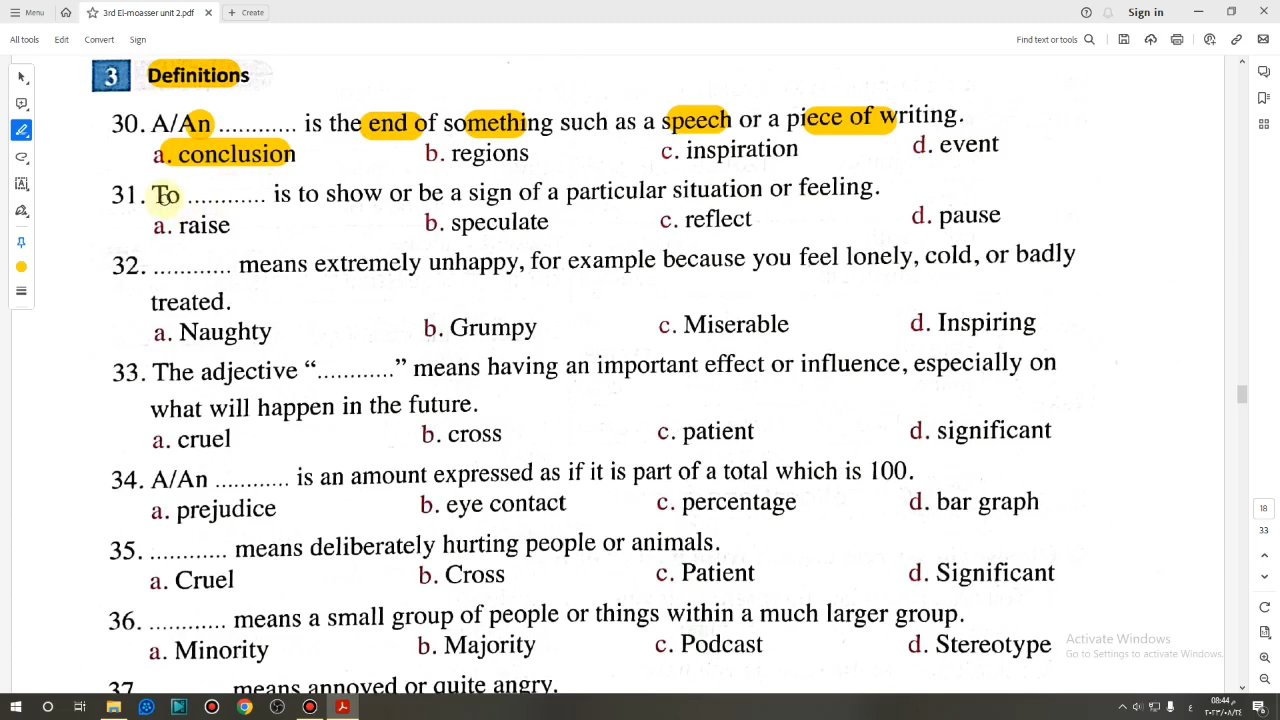 Menu 3rd El-moasser unit 2.pdf Create Sign in
All tools Edit Convert Sign Find text or tools
3 Definitions
30. A/An ............ is the end of something such as a speech or a piece of writing.
a. conclusion b. regions c. inspiration d. event
31. To ............ is to show or be a sign of a particular situation or feeling.
a. raise b. speculate c. reflect d. pause
32. ............ means extremely unhappy, for example because you feel lonely, cold, or badly
treated.
a. Naughty b. Grumpy c. Miserable d. Inspiring
33. The adjective “............” means having an important effect or influence, especially on
what will happen in the future.
a. cruel b. cross c. patient d. significant
34. A/An ............ is an amount expressed as if it is part of a total which is 100.
a. prejudice b. eye contact c. percentage d. bar graph
35. ............ means deliberately hurting people or animals.
a. Cruel b. Cross c. Patient d. Significant
36. ............ means a small group of people or things within a much larger group.
a. Minority b. Majority c. Podcast d. Stereotype
37. ............ means annoyed or quite angry.
18
33
Activate Windows
Go to Settings to activate Windows.
08:44 م
٢٠٢٣/٠٨/٢٤